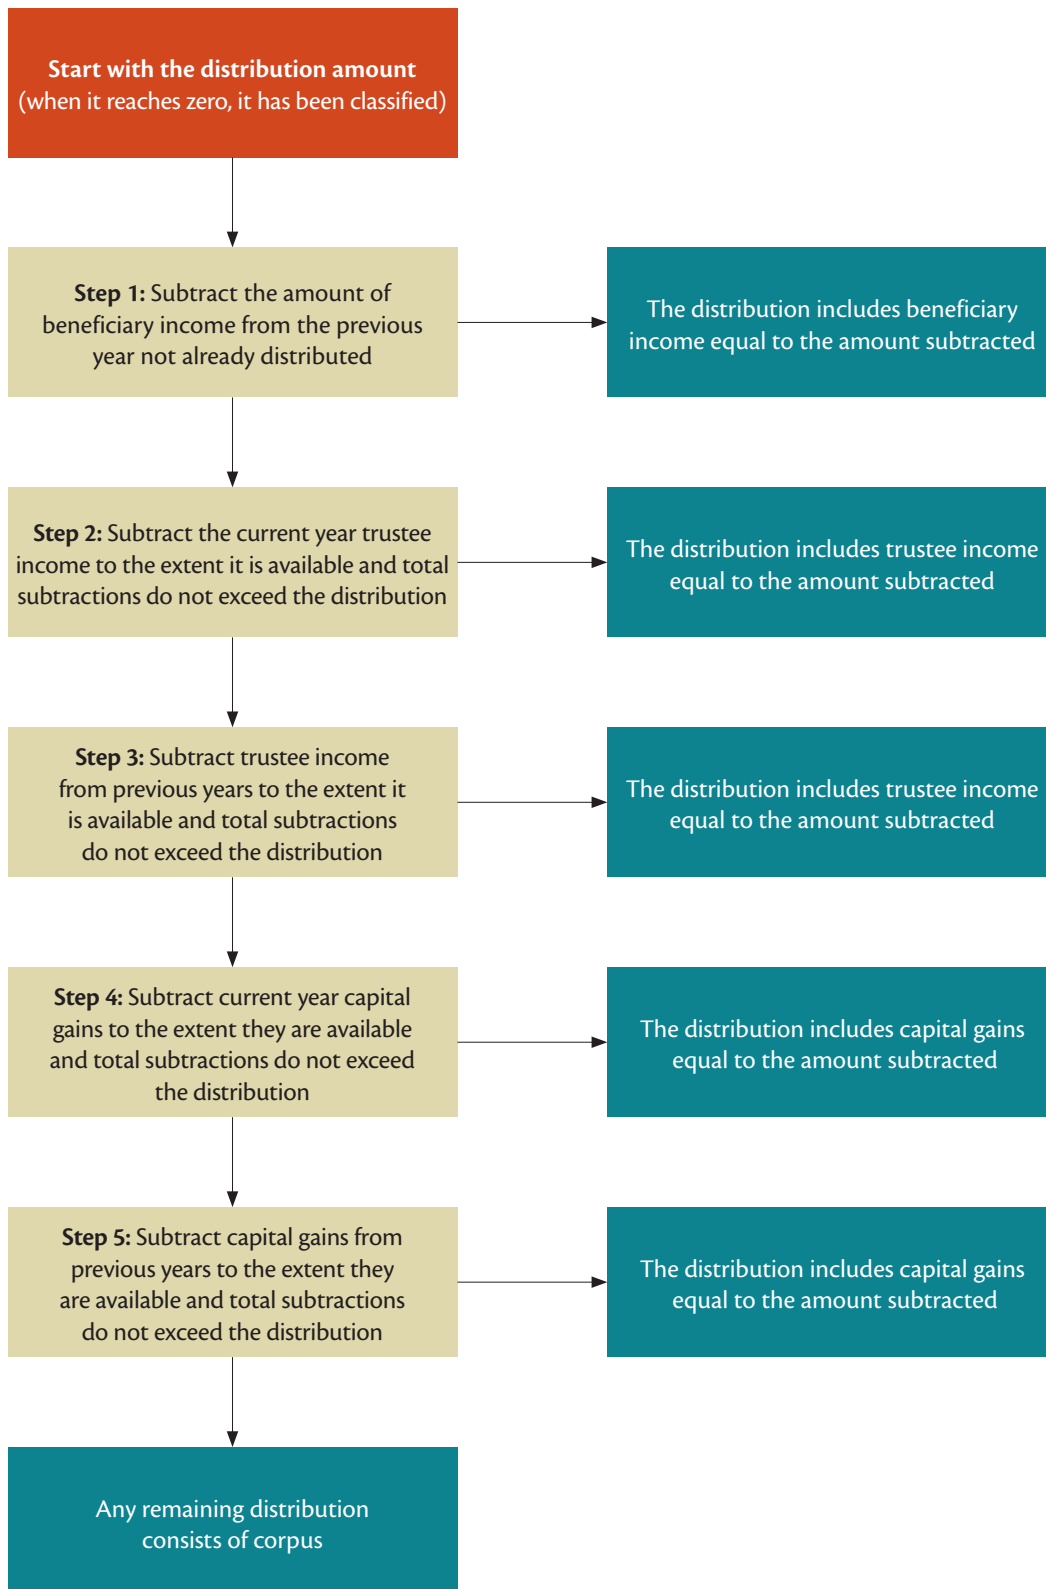 Start with the distribution amount
(when it reaches zero, it has been classified)
Step 1: Subtract the amount of
beneficiary income from the previous
year not already distributed
The distribution includes beneficiary
income equal to the amount subtracted
Step 2: Subtract the current year trustee
income to the extent it is available and total
subtractions do not exceed the distribution
The distribution includes trustee income
equal to the amount subtracted
Step 3: Subtract trustee income
from previous years to the extent it
is available and total subtractions
do not exceed the distribution
The distribution includes trustee income
equal to the amount subtracted
Step 4: Subtract current year capital
gains to the extent they are available
and total subtractions do not exceed
the distribution
The distribution includes capital gains
equal to the amount subtracted
Step 5: Subtract capital gains from
previous years to the extent they
are available and total subtractions
do not exceed the distribution
The distribution includes capital gains
equal to the amount subtracted
Any remaining distribution
consists of corpus